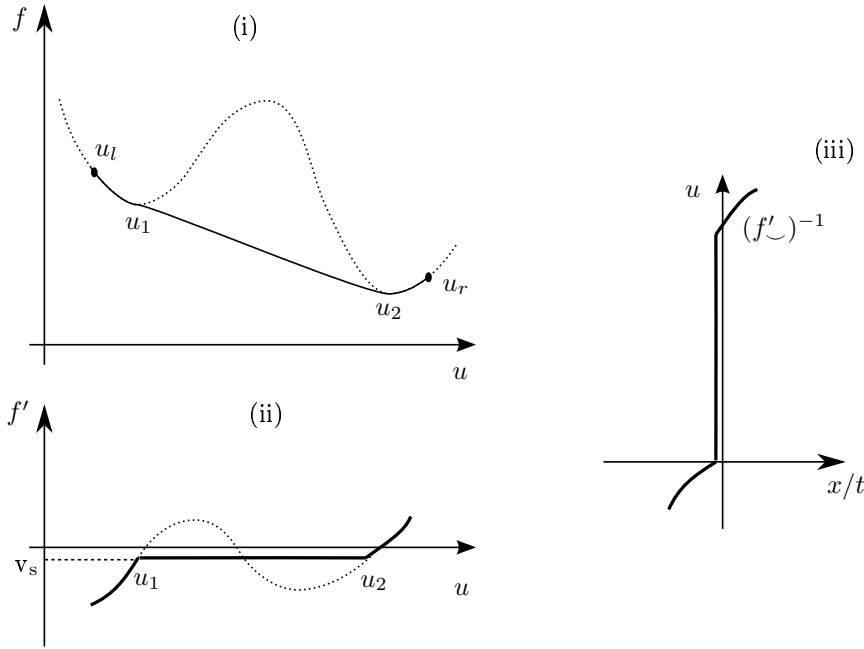 f
(i)
u_l
u_1
u_r
u_2
u
f'
(ii)
v_s
u_1
u_2
u
(iii)
u
(f'_⌣)^{-1}
x/t